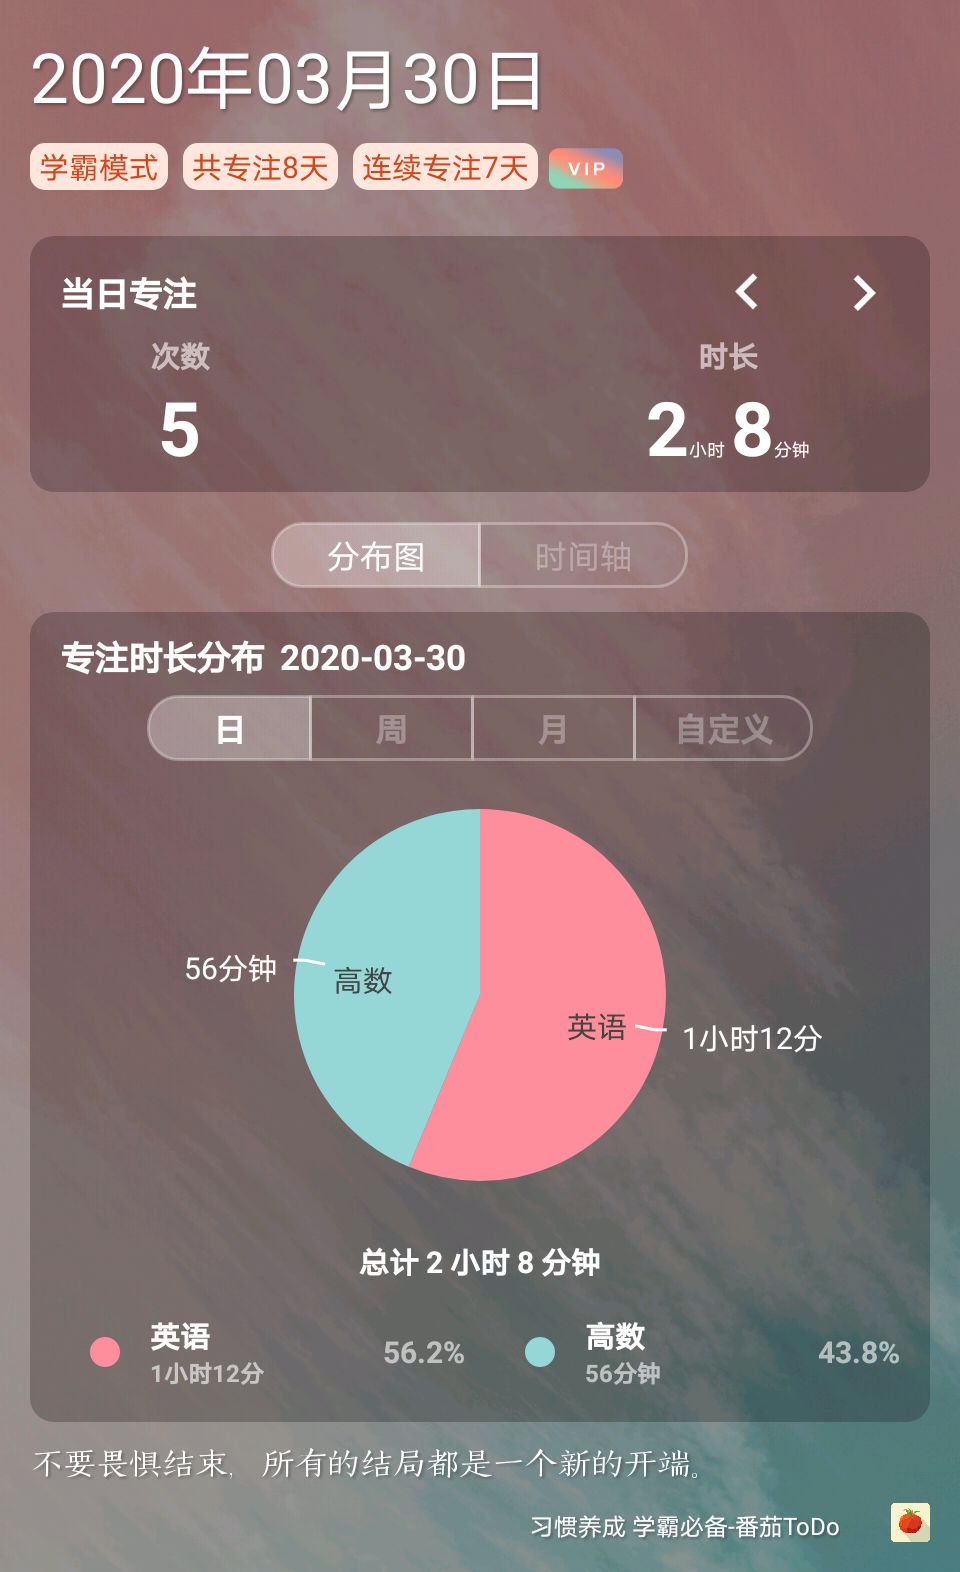 2020年03月30日
学霸模式 共专注8天 连续专注7天 VIP
当日专注
次数 时长
5 2小时8分钟
分布图 时间轴
专注时长分布 2020-03-30
日 周 月 自定义
56分钟 高数
英语 1小时12分
总计 2 小时 8 分钟
英语 56.2% 高数 43.8%
1小时12分 56分钟
不要畏惧结束，所有的结局都是一个新的开端。
习惯养成 学霸必备-番茄ToDo